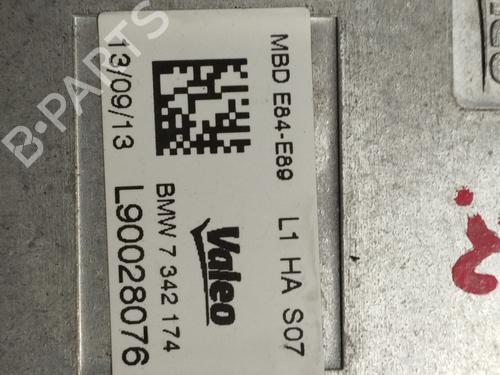 B-PARTS
MBD E84-E89 L1 HA S07
Valeo
BMW 7 342 174
13/09/13 L90028076